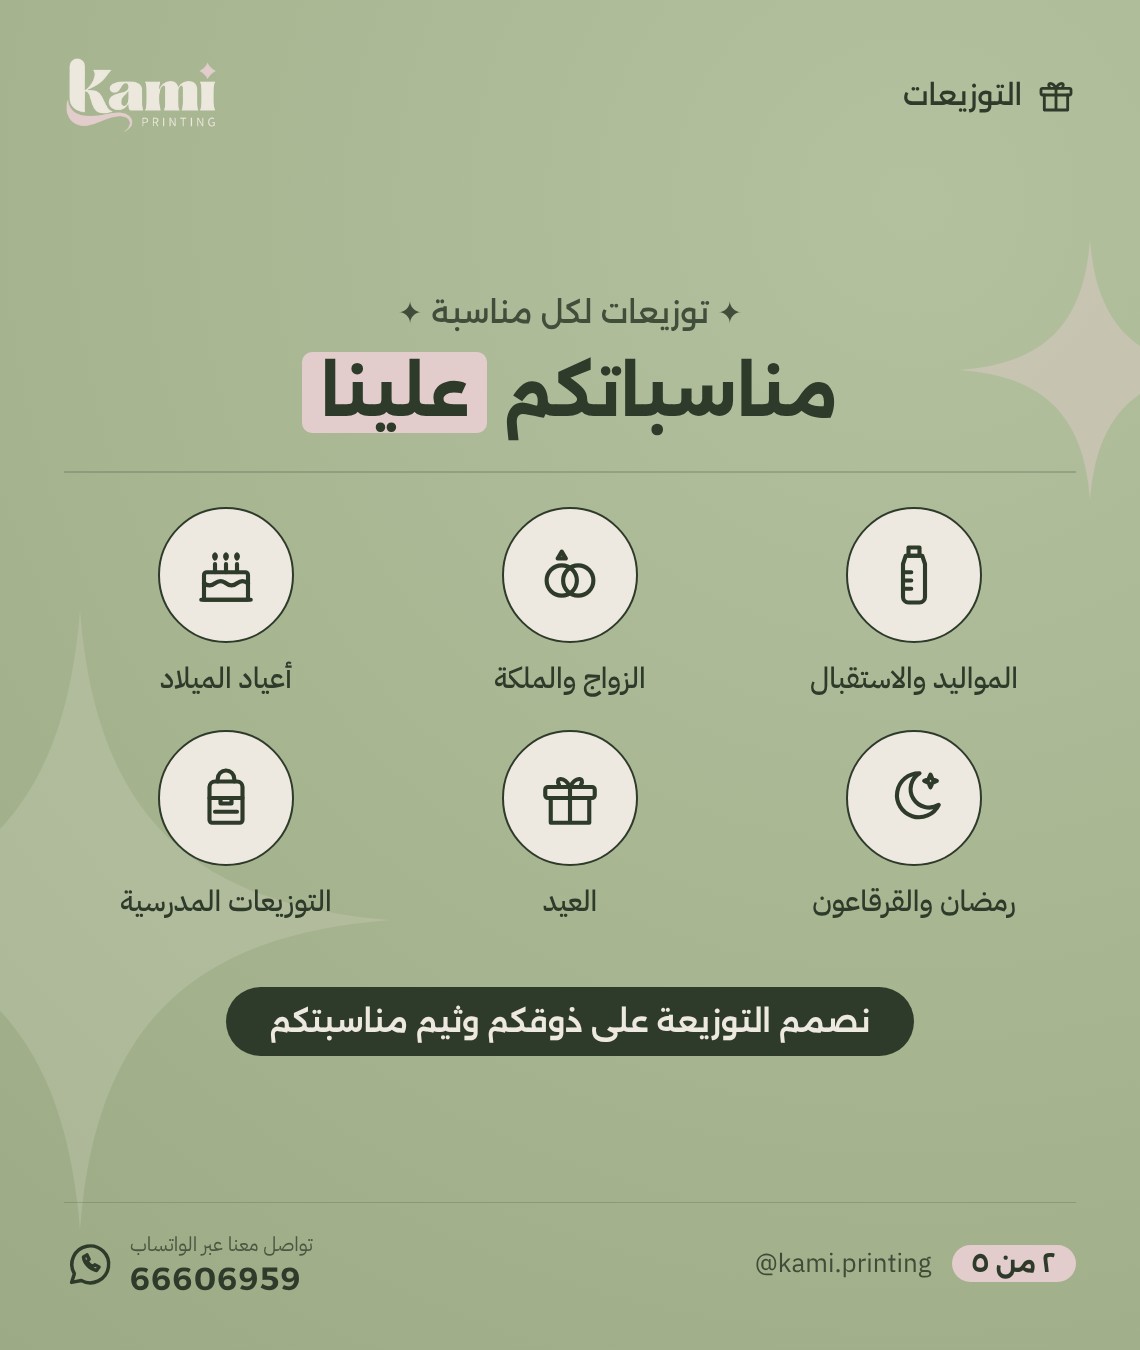 التوزيعات
Kami
PRINTING
✦ توزيعات لكل مناسبة ✦
مناسباتكم علينا
المواليد والاستقبال
الزواج والملكة
أعياد الميلاد
رمضان والقرقاعون
العيد
التوزيعات المدرسية
نصمم التوزيعة على ذوقكم وثيم مناسبتكم
٢ من ٥
@kami.printing
تواصل معنا عبر الواتساب
66606959